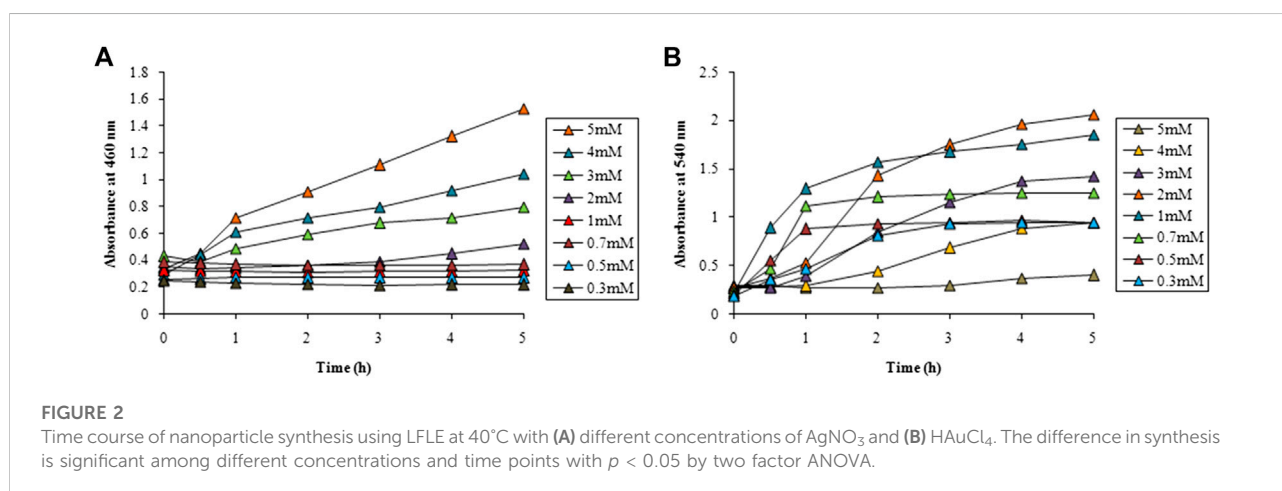 A
B
1.8
1.6
1.4
1.2
1
0.8
0.6
0.4
0.2
0
Absorbance at 460 nm
0 1 2 3 4 5
Time (h)
5mM
4mM
3mM
2mM
1mM
0.7mM
0.5mM
0.3mM
2.5
2
1.5
1
0.5
0
Absorbance at 540 nm
0 1 2 3 4 5
Time (h)
5mM
4mM
3mM
2mM
1mM
0.7mM
0.5mM
0.3mM
FIGURE 2
Time course of nanoparticle synthesis using LFLE at 40°C with (A) different concentrations of AgNO₃ and (B) HAuCl₄. The difference in synthesis
is significant among different concentrations and time points with p < 0.05 by two factor ANOVA.